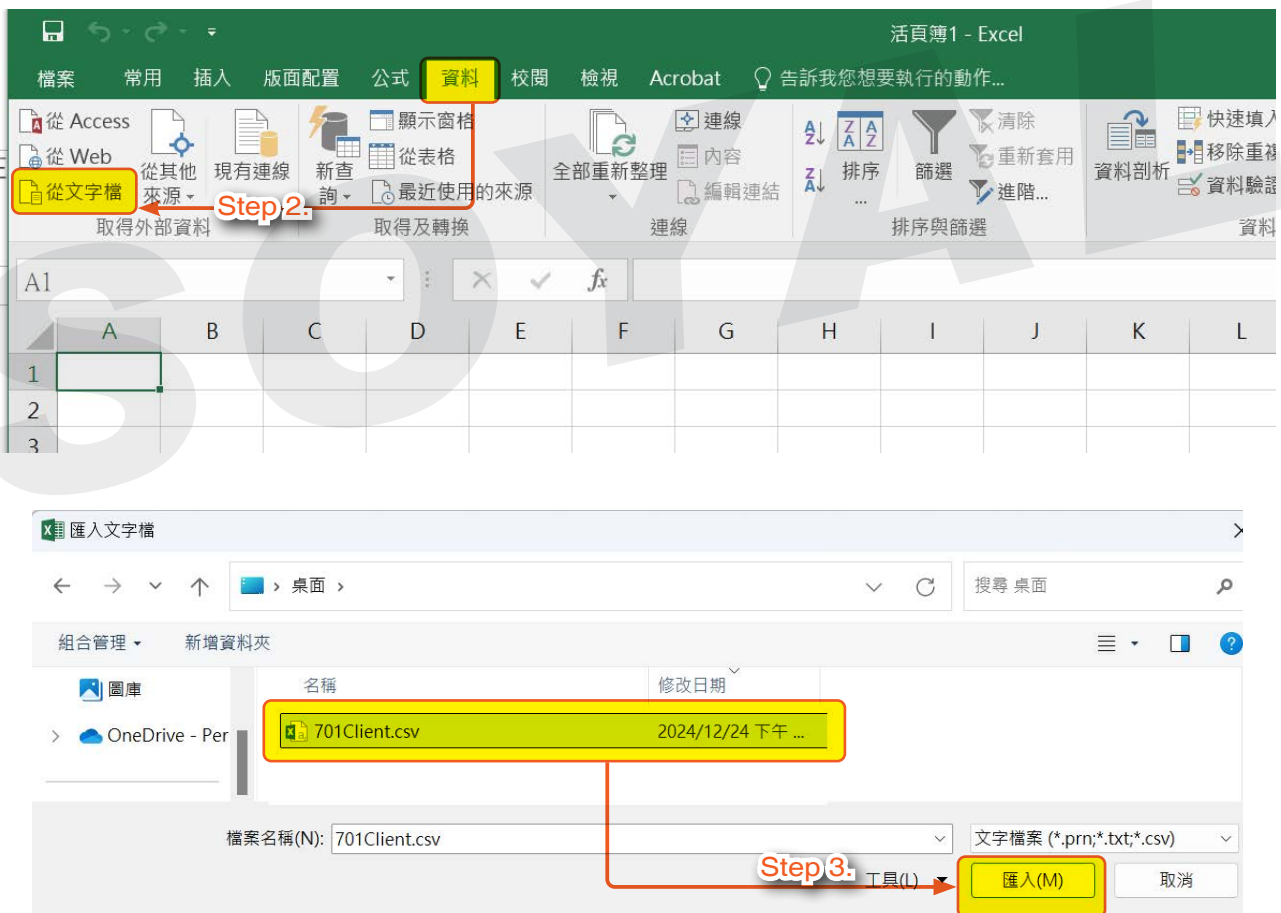 活頁簿1 - Excel
檔案 常用 插入 版面配置 公式 資料 校閱 檢視 Acrobat 告訴我您想要執行的動作...
從 Access
從 Web
從文字檔
從其他
來源
現有連線
新查
詢
顯示窗格
從表格
最近使用的來源
全部重新整理
連線
內容
編輯連結
排序
...
篩選
清除
重新套用
進階...
資料剖析
快速填入
移除重複
資料驗證
Step 2.
取得外部資料 取得及轉換 連線 排序與篩選 資料
A1 fx
A B C D E F G H I J K L
1
2
3
SOYAL
匯入文字檔
桌面
搜尋 桌面
組合管理 新增資料夾
圖庫
OneDrive - Per
名稱 修改日期
701Client.csv 2024/12/24 下午 ...
檔案名稱(N): 701Client.csv 文字檔案 (*.prn;*.txt;*.csv)
Step 3.
工具(L) 匯入(M) 取消